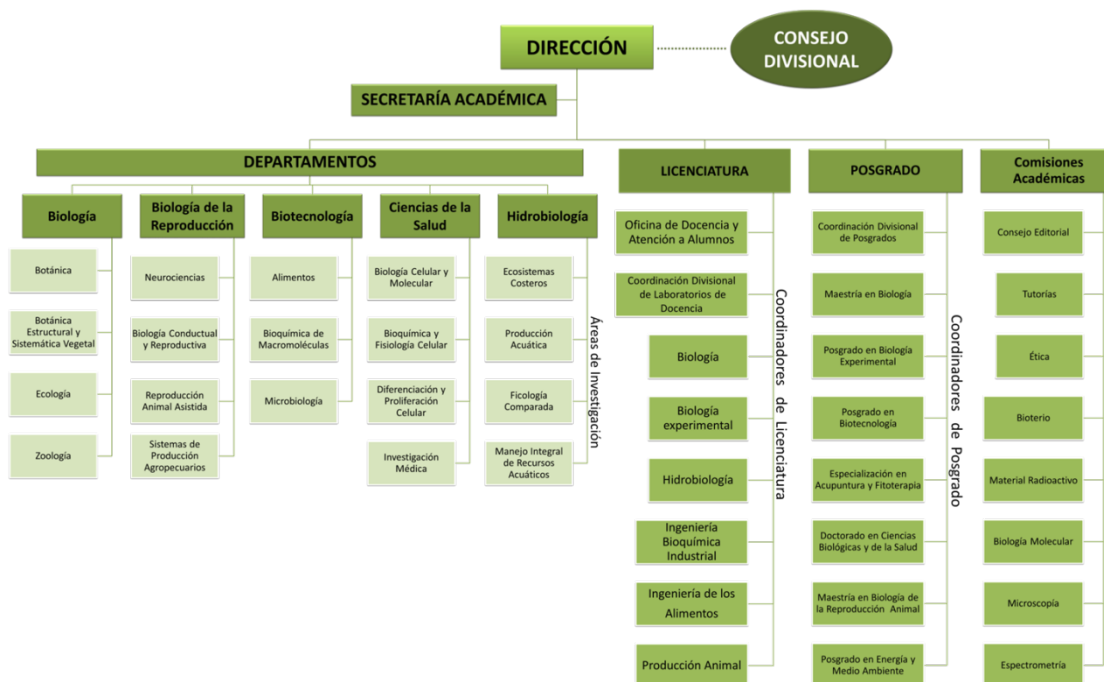 DIRECCIÓN
CONSEJO
DIVISIONAL
SECRETARÍA ACADÉMICA
DEPARTAMENTOS
Biología
Botánica
Botánica
Estructural y
Sistemática Vegetal
Ecología
Zoología
Biología de la
Reproducción
Neurociencias
Biología Conductual
y Reproductiva
Reproducción
Animal Asistida
Sistemas de
Producción
Agropecuarios
Biotecnología
Alimentos
Bioquímica de
Macromoléculas
Microbiología
Ciencias de la
Salud
Biología Celular y
Molecular
Bioquímica y
Fisiología Celular
Diferenciación y
Proliferación
Celular
Investigación
Médica
Hidrobiología
Ecosistemas
Costeros
Producción
Acuática
Ficología
Comparada
Manejo Integral
de Recursos
Acuáticos
Áreas de Investigación
LICENCIATURA
Oficina de Docencia y
Atención a Alumnos
Coordinación Divisional
de Laboratorios de
Docencia
Biología
Biología
experimental
Hidrobiología
Ingeniería
Bioquímica
Industrial
Ingeniería de los
Alimentos
Producción Animal
Coordinadores de Licenciatura
POSGRADO
Coordinación Divisional
de Posgrados
Maestría en Biología
Posgrado en Biología
Experimental
Posgrado en
Biotecnología
Especialización en
Acupuntura y Fitoterapia
Doctorado en Ciencias
Biológicas y de la Salud
Maestría en Biología de
la Reproducción Animal
Posgrado en Energía y
Medio Ambiente
Coordinadores de Posgrado
Comisiones
Académicas
Consejo Editorial
Tutorías
Ética
Bioterio
Material Radioactivo
Biología Molecular
Microscopía
Espectrometría